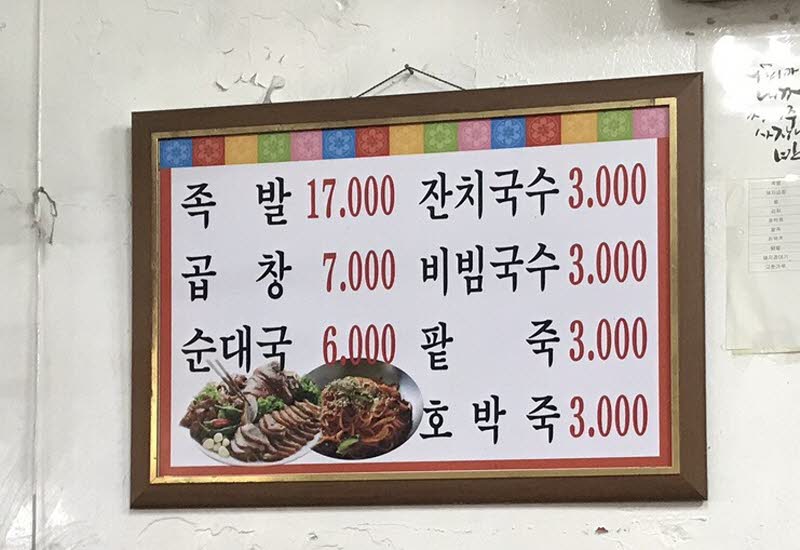 족 발 17.000 잔치국수 3.000
곱 창 7.000 비빔국수 3.000
순대국 6.000 팥 죽 3.000
호 박 죽 3.000